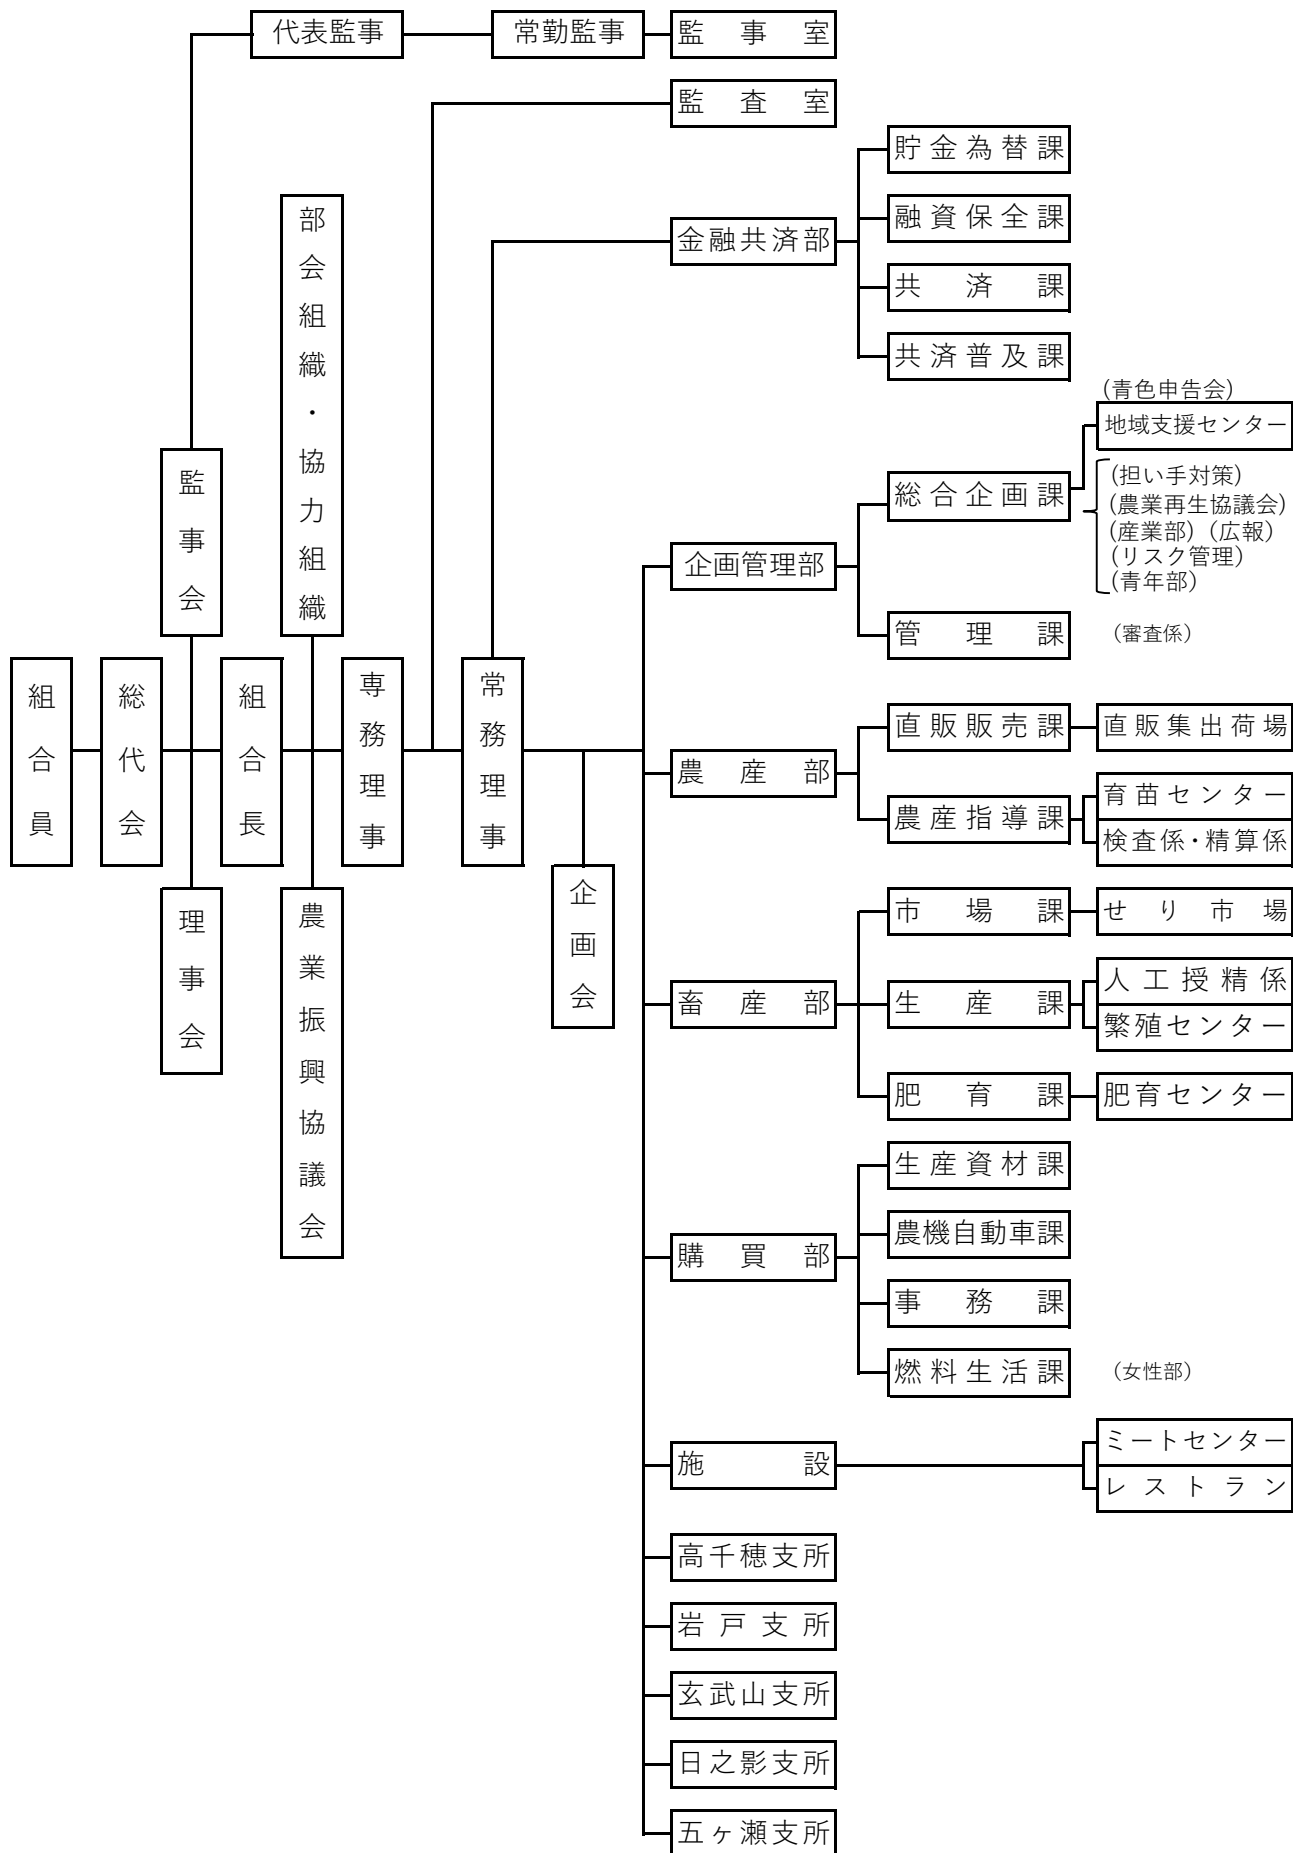 代表監事
常勤監事
監事室
監査室
貯金為替課
融資保全課
金融共済部
共済課
共済普及課
部会組織・協力組織
(青色申告会)
地域支援センター
監事会
総合企画課
(担い手対策)
(農業再生協議会)
(産業部)(広報)
(リスク管理)
(青年部)
企画管理部
管理課
(審査係)
組合員
総代会
組合長
専務理事
常務理事
直販販売課
直販集出荷場
農産部
農産指導課
育苗センター
検査係・精算係
企画会
理事会
農業振興協議会
市場課
せり市場
畜産部
生産課
人工授精係
繁殖センター
肥育課
肥育センター
生産資材課
農機自動車課
購買部
事務課
燃料生活課
(女性部)
施設
ミートセンター
レストラン
高千穂支所
岩戸支所
玄武山支所
日之影支所
五ヶ瀬支所